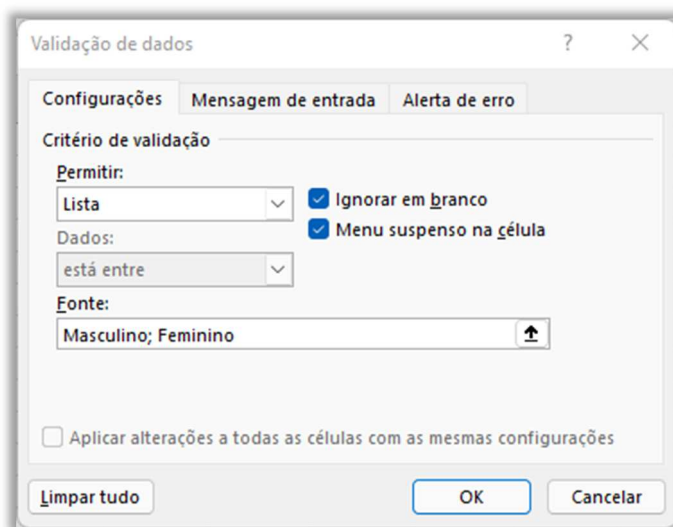 Validação de dados ?
Configurações Mensagem de entrada Alerta de erro
Critério de validação
Permitir:
Lista Ignorar em branco
Menu suspenso na célula
Dados:
está entre
Fonte:
Masculino; Feminino
Aplicar alterações a todas as células com as mesmas configurações
Limpar tudo OK Cancelar